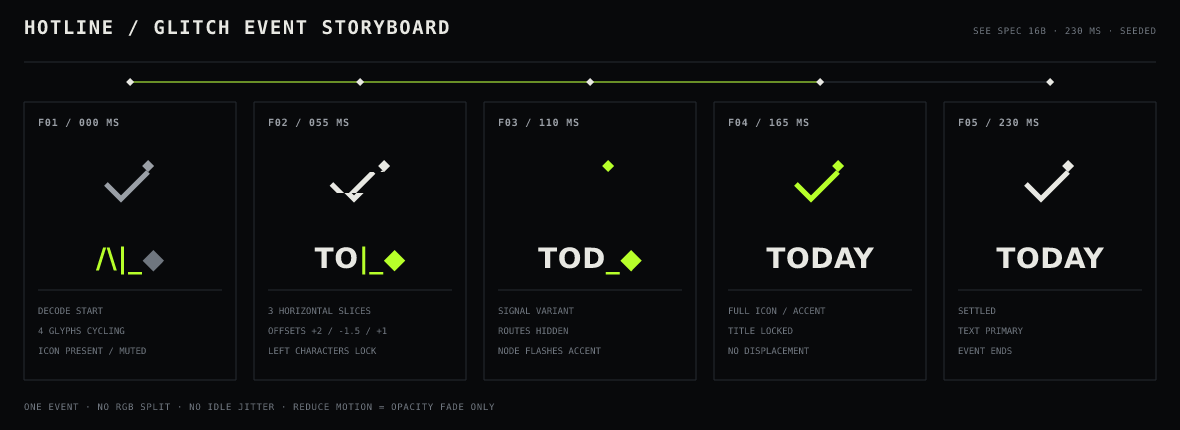 HOTLINE / GLITCH EVENT STORYBOARD
SEE SPEC 16B · 230 MS · SEEDED
F01 / 000 MS
/\|_◆
DECODE START
4 GLYPHS CYCLING
ICON PRESENT / MUTED
F02 / 055 MS
TO|_◆
3 HORIZONTAL SLICES
OFFSETS +2 / -1.5 / +1
LEFT CHARACTERS LOCK
F03 / 110 MS
TOD_◆
SIGNAL VARIANT
ROUTES HIDDEN
NODE FLASHES ACCENT
F04 / 165 MS
TODAY
FULL ICON / ACCENT
TITLE LOCKED
NO DISPLACEMENT
F05 / 230 MS
TODAY
SETTLED
TEXT PRIMARY
EVENT ENDS
ONE EVENT · NO RGB SPLIT · NO IDLE JITTER · REDUCE MOTION = OPACITY FADE ONLY